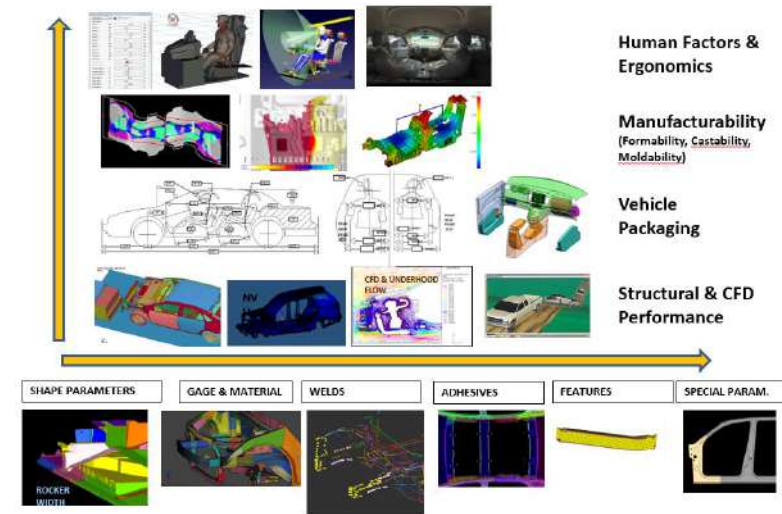 Human Factors &
Ergonomics
Manufacturability
(Formability, Castability,
Moldability)
Vehicle
Packaging
NV
CFD & UNDERHOOD
FLOW
Structural & CFD
Performance
SHAPE PARAMETERS
GAGE & MATERIAL
WELDS
ADHESIVES
FEATURES
SPECIAL PARAM.
ROCKER
WIDTH